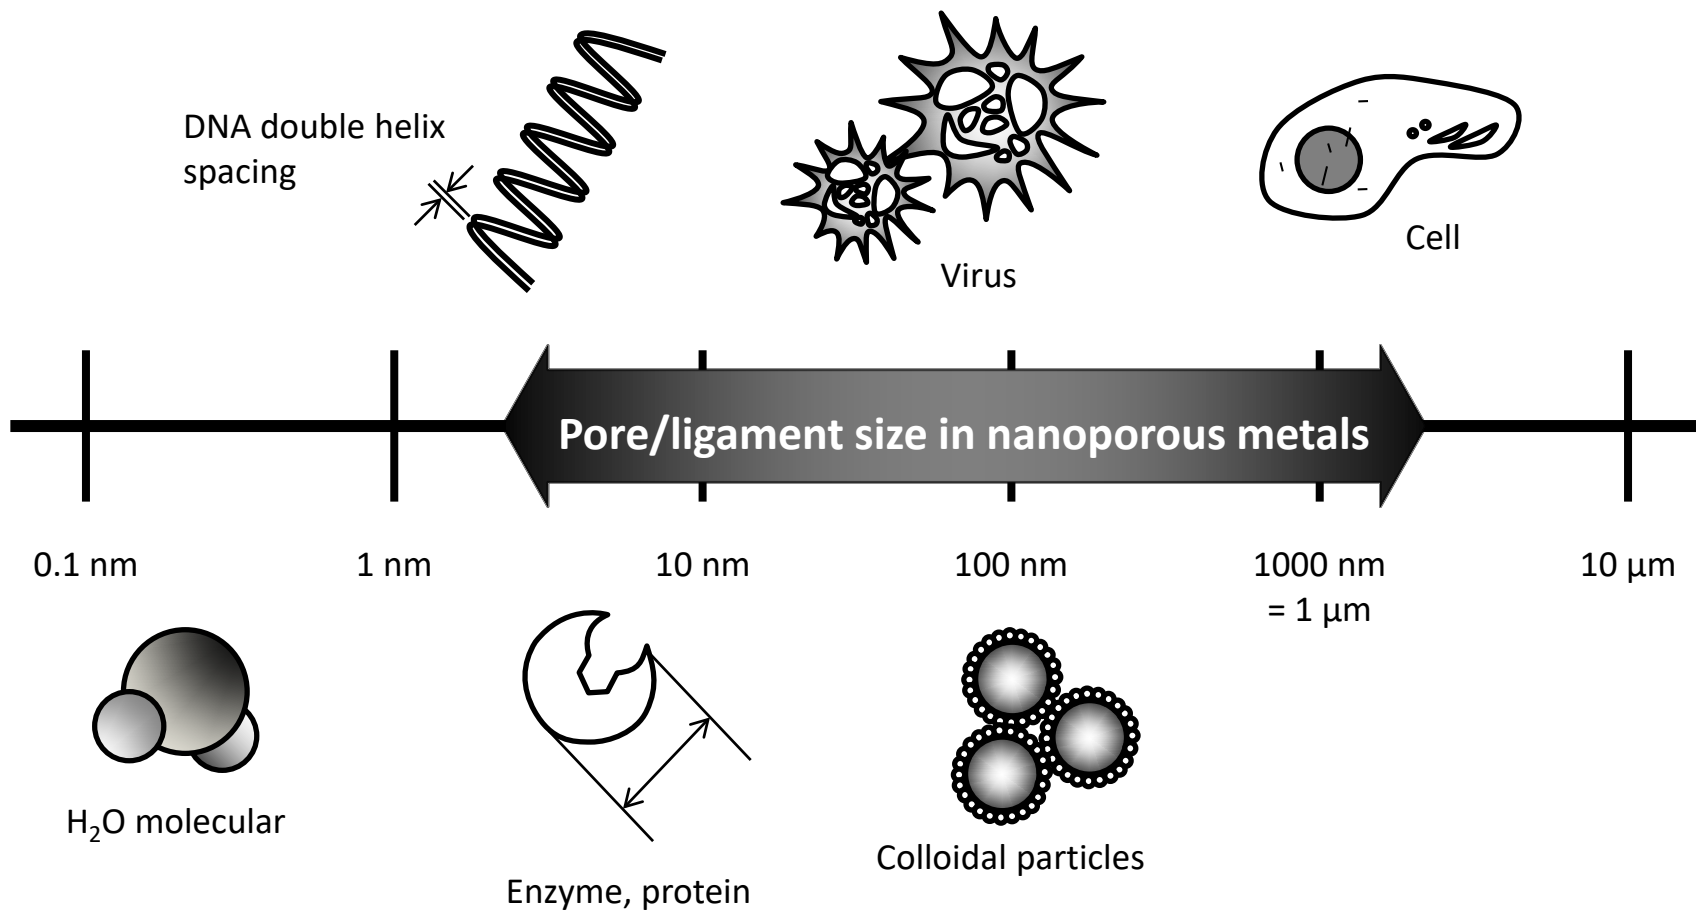 DNA double helix
spacing
Virus
Cell
Pore/ligament size in nanoporous metals
0.1 nm
1 nm
10 nm
100 nm
1000 nm
= 1 µm
10 µm
H₂O molecular
Enzyme, protein
Colloidal particles